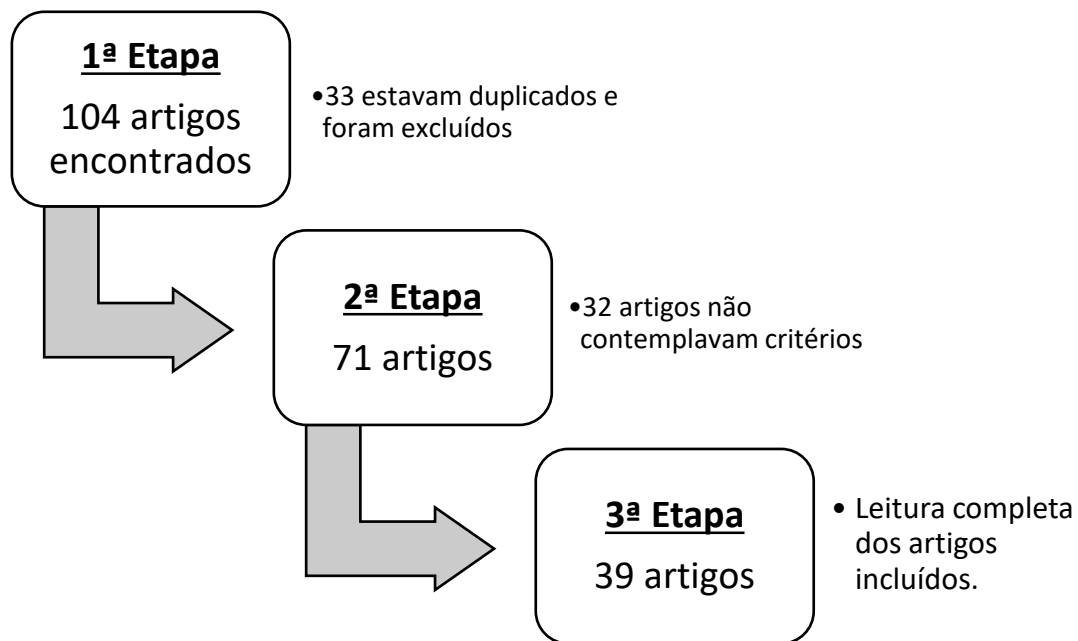 1ª Etapa
104 artigos
encontrados
•33 estavam duplicados e
foram excluídos
2ª Etapa
71 artigos
•32 artigos não
contemplavam critérios
3ª Etapa
39 artigos
• Leitura completa
dos artigos
incluídos.